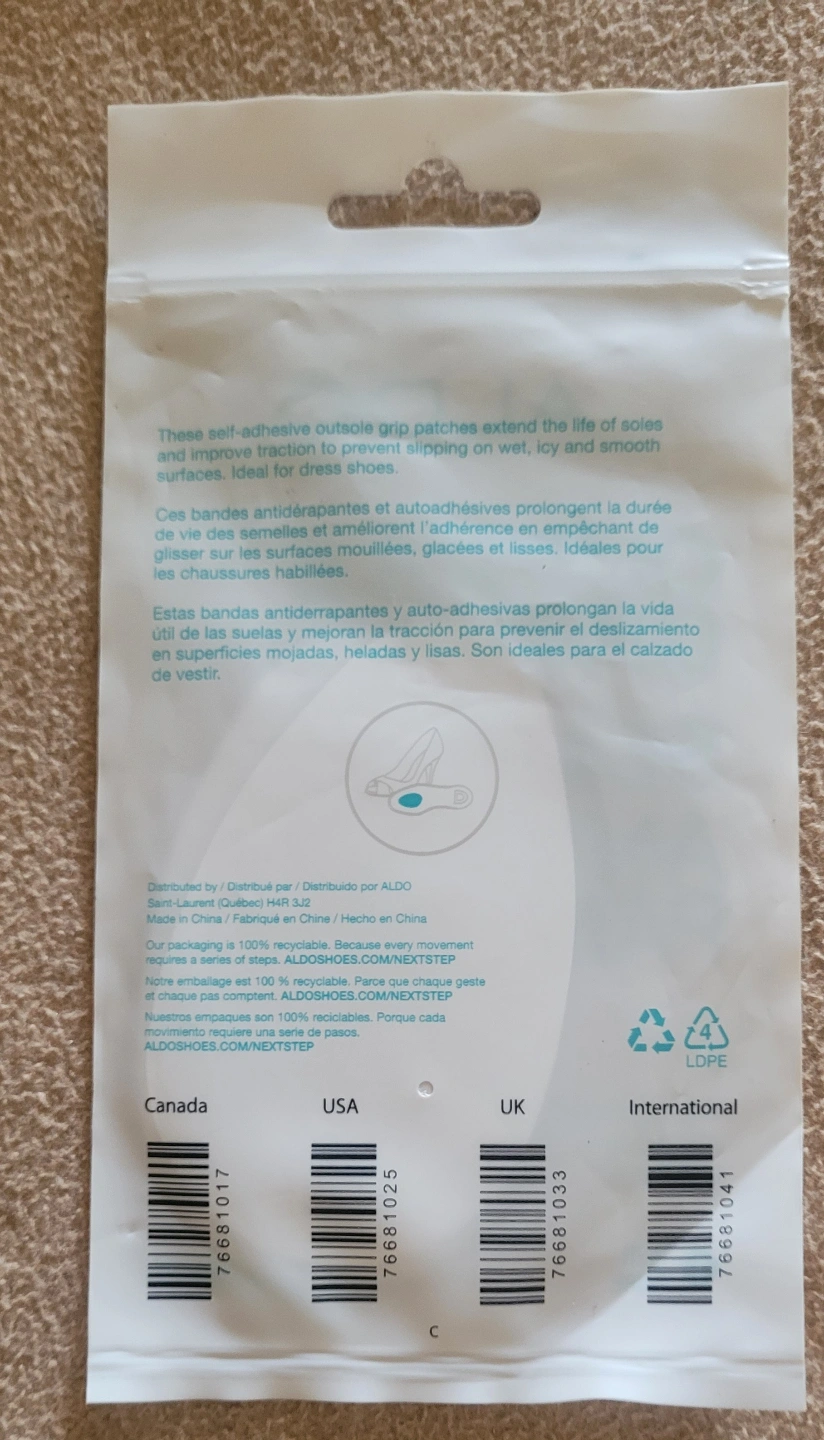 These self-adhesive outsole grip patches extend the life of soles
and improve traction to prevent slipping on wet, icy and smooth
surfaces. Ideal for dress shoes.
Ces bandes antidérapantes et autoadhésives prolongent la durée
de vie des semelles et améliorent l'adhérence en empêchant de
glisser sur les surfaces mouillées, glacées et lisses. Idéales pour
les chaussures habillées.
Estas bandas antiderrapantes y auto-adhesivas prolongan la vida
útil de las suelas y mejoran la tracción para prevenir el deslizamiento
en superficies mojadas, heladas y lisas. Son ideales para el calzado
de vestir.
Distributed by / Distribué par / Distribuido por ALDO
Saint-Laurent (Québec) H4R 3J2
Made in China / Fabriqué en Chine / Hecho en China
Our packaging is 100% recyclable. Because every movement
requires a series of steps. ALDOSHOES.COM/NEXTSTEP
Notre emballage est 100 % recyclable. Parce que chaque geste
et chaque pas comptent. ALDOSHOES.COM/NEXTSTEP
Nuestros empaques son 100% reciclables. Porque cada
movimiento requiere una serie de pasos.
ALDOSHOES.COM/NEXTSTEP
4
LDPE
Canada
USA
UK
International
76681017
76681025
76681033
76681041
C